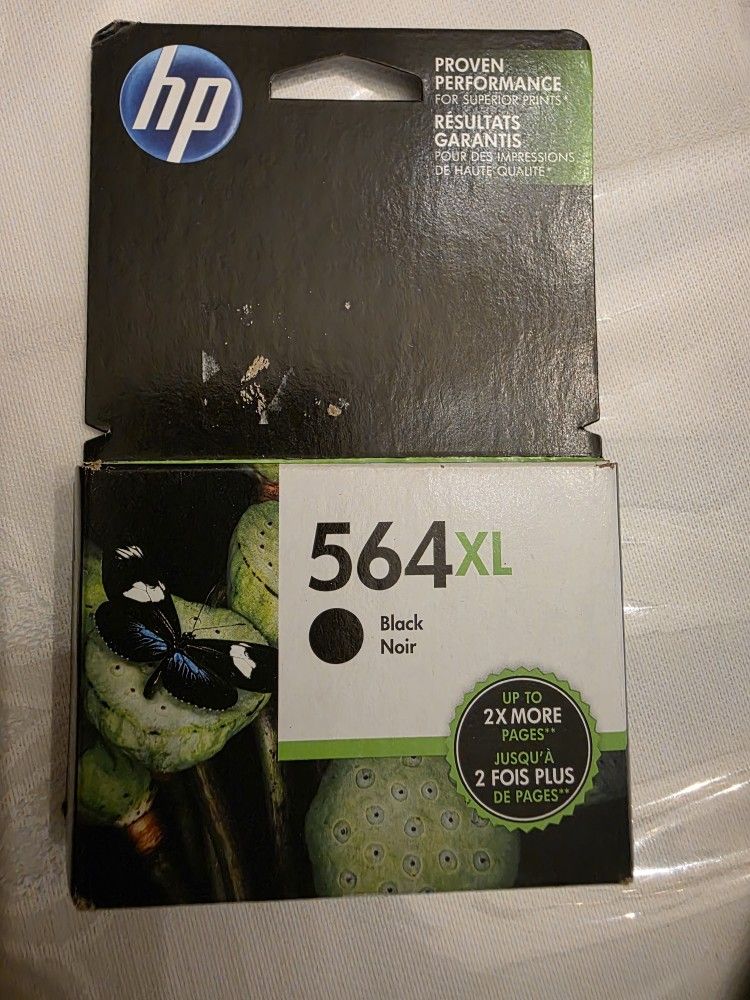 hp
PROVEN
PERFORMANCE
FOR SUPERIOR PRINTS*
RÉSULTATS
GARANTIS
POUR DES IMPRESSIONS
DE HAUTE QUALITÉ*
564XL
Black
Noir
UP TO
2X MORE
PAGES**
JUSQU'À
2 FOIS PLUS
DE PAGES**